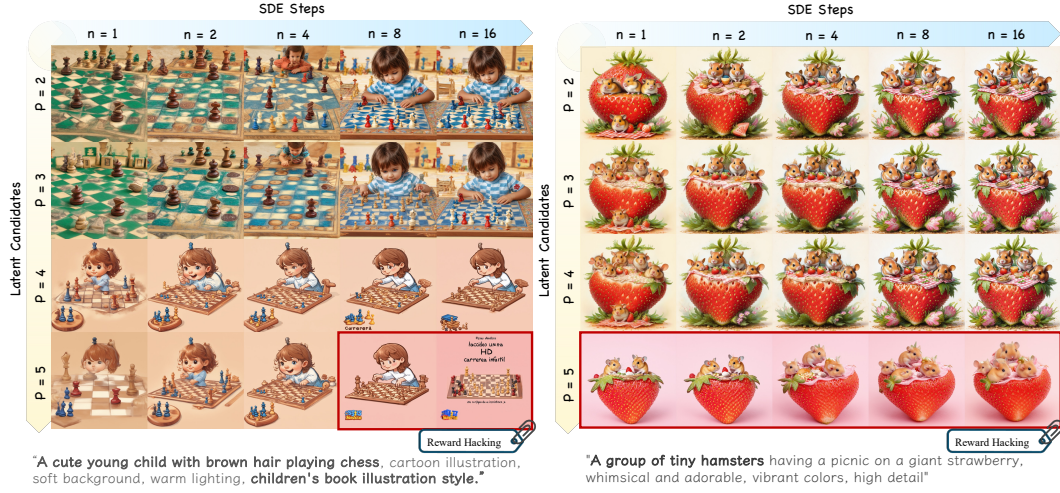 SDE Steps
n = 1
n = 2
n = 4
n = 8
n = 16
Latent Candidates
P = 2
P = 3
P = 4
P = 5
HD
Reward Hacking
"A cute young child with brown hair playing chess, cartoon illustration,
soft background, warm lighting, children's book illustration style."
SDE Steps
n = 1
n = 2
n = 4
n = 8
n = 16
Latent Candidates
P = 2
P = 3
P = 4
P = 5
Reward Hacking
"A group of tiny hamsters having a picnic on a giant strawberry,
whimsical and adorable, vibrant colors, high detail"